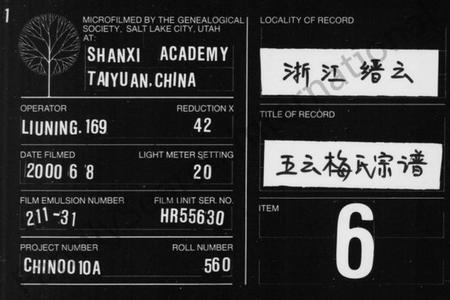 1
MICROFILMED BY THE GENEALOGICAL
SOCIETY, SALT LAKE CITY, UTAH
AT:
SHANXI ACADEMY
TAIYUAN, CHINA
OPERATOR
REDUCTION X
LIUNING. 169
42
DATE FILMED
LIGHT METER SETTING
2000 6 8
20
FILM EMULSION NUMBER
FILM UNIT SER. NO.
211-31
HR55630
PROJECT NUMBER
ROLL NUMBER
CHIN0010A
560
LOCALITY OF RECORD
浙江缙云
TITLE OF RECORD
五云梅氏宗谱
ITEM
6